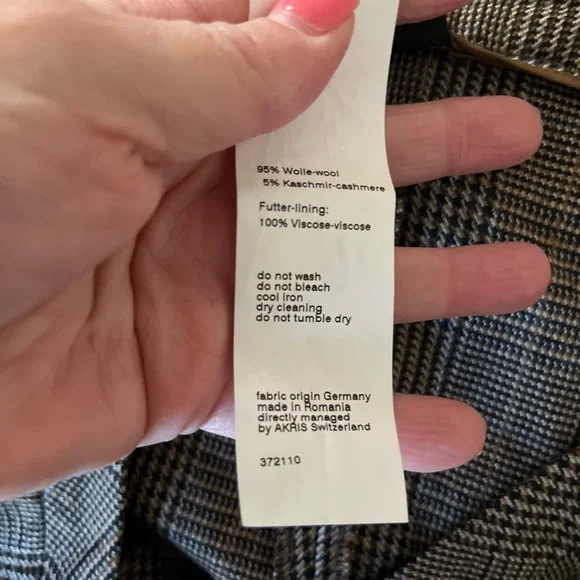 95% Wolle-wool
5% Kaschmir-cashmere
Futter-lining:
100% Viscose-viscose
do not wash
do not bleach
cool iron
dry cleaning
do not tumble dry
fabric origin Germany
made in Romania
directly managed
by AKRIS Switzerland
372110